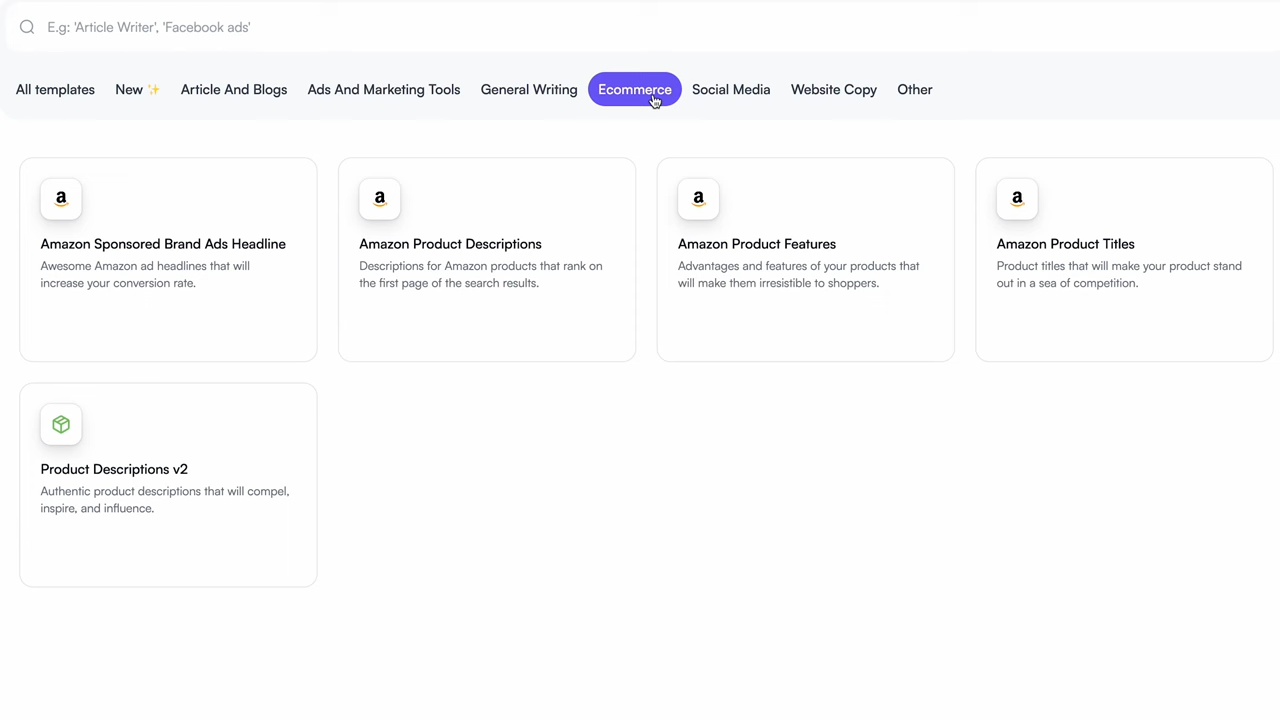 E.g: 'Article Writer', 'Facebook ads'
All templates New ✨ Article And Blogs Ads And Marketing Tools General Writing Ecommerce Social Media Website Copy Other
a
Amazon Sponsored Brand Ads Headline
Awesome Amazon ad headlines that will
increase your conversion rate.
a
Amazon Product Descriptions
Descriptions for Amazon products that rank on
the first page of the search results.
a
Amazon Product Features
Advantages and features of your products that
will make them irresistible to shoppers.
a
Amazon Product Titles
Product titles that will make your product stand
out in a sea of competition.
Product Descriptions v2
Authentic product descriptions that will compel,
inspire, and influence.